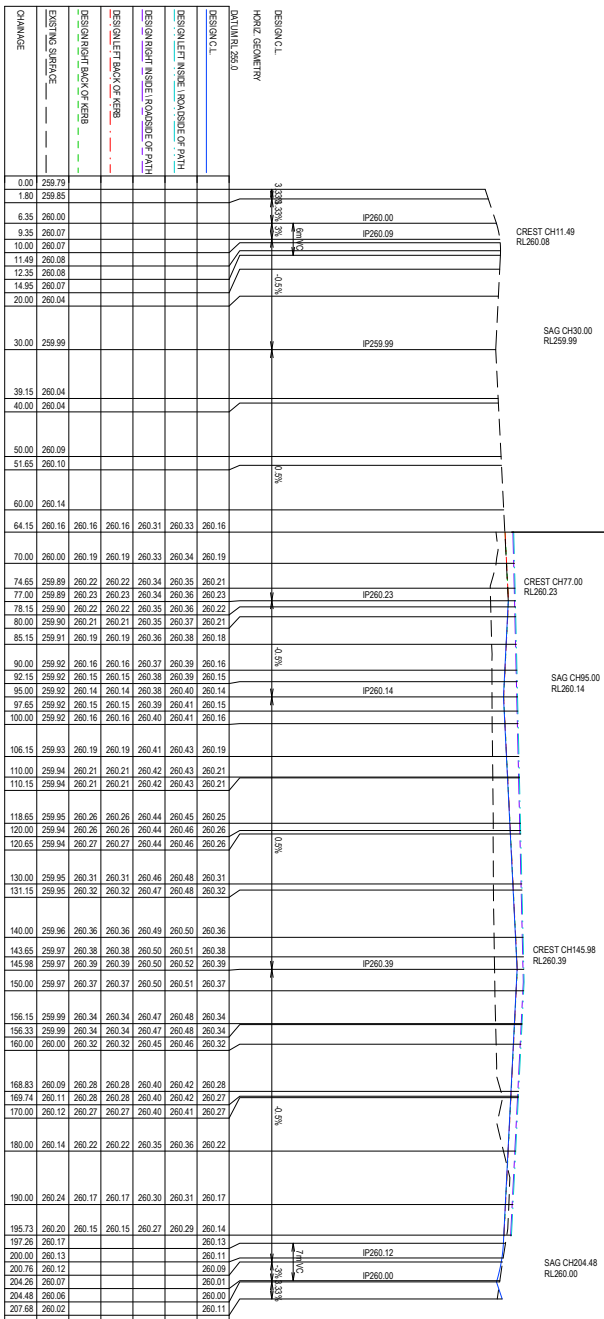 DESIGN C.L.
HORIZ. GEOMETRY
DATUM RL 255.0
DESIGN C.L.
DESIGN LEFT INSIDE \ ROADSIDE OF PATH
DESIGN RIGHT INSIDE \ ROADSIDE OF PATH
DESIGN LEFT BACK OF KERB
DESIGN RIGHT BACK OF KERB
EXISTING SURFACE
CHAINAGE
0.00 259.79
1.80 259.85
6.35 260.00
9.35 260.07
10.00 260.07
11.49 260.08
12.35 260.08
14.95 260.07
20.00 260.04
30.00 259.99
39.15 260.04
40.00 260.04
50.00 260.09
51.65 260.10
60.00 260.14
64.15 260.16 260.16 260.16 260.31 260.33 260.16
70.00 260.00 260.19 260.19 260.33 260.34 260.19
74.65 259.89 260.22 260.22 260.34 260.35 260.21
77.00 259.89 260.23 260.23 260.34 260.36 260.23
78.15 259.90 260.22 260.22 260.35 260.36 260.22
80.00 259.90 260.21 260.21 260.35 260.37 260.21
85.15 259.91 260.19 260.19 260.36 260.38 260.18
90.00 259.92 260.16 260.16 260.37 260.39 260.16
92.15 259.92 260.15 260.15 260.38 260.39 260.15
95.00 259.92 260.14 260.14 260.38 260.40 260.14
97.65 259.92 260.15 260.15 260.39 260.41 260.15
100.00 259.92 260.16 260.16 260.40 260.41 260.16
106.15 259.93 260.19 260.19 260.41 260.43 260.19
110.00 259.94 260.21 260.21 260.42 260.43 260.21
110.15 259.94 260.21 260.21 260.42 260.43 260.21
118.65 259.95 260.26 260.26 260.44 260.45 260.25
120.00 259.94 260.26 260.26 260.44 260.46 260.26
120.65 259.94 260.27 260.27 260.44 260.46 260.26
130.00 259.95 260.31 260.31 260.46 260.48 260.31
131.15 259.95 260.32 260.32 260.47 260.48 260.32
140.00 259.96 260.36 260.36 260.49 260.50 260.36
143.65 259.97 260.38 260.38 260.50 260.51 260.38
145.98 259.97 260.39 260.39 260.50 260.52 260.39
150.00 259.97 260.37 260.37 260.50 260.51 260.37
156.15 259.99 260.34 260.34 260.47 260.48 260.34
156.33 259.99 260.34 260.34 260.47 260.48 260.34
160.00 260.00 260.32 260.32 260.45 260.46 260.32
168.83 260.09 260.28 260.28 260.40 260.42 260.28
169.74 260.11 260.28 260.28 260.40 260.42 260.27
170.00 260.12 260.27 260.27 260.40 260.41 260.27
180.00 260.14 260.22 260.22 260.35 260.36 260.22
190.00 260.24 260.17 260.17 260.30 260.31 260.17
195.73 260.20 260.15 260.15 260.27 260.29 260.14
197.26 260.17 260.13
200.00 260.13 260.11
200.76 260.12 260.09
204.26 260.07 260.01
204.48 260.06 260.00
207.68 260.02 260.11
3.33%
3%
6mVC
-0.5%
0.5%
-0.5%
0.5%
-0.5%
7mVC
-3%
3.33%
IP260.00
IP260.09
IP259.99
IP260.23
IP260.14
IP260.39
IP260.12
IP260.00
CREST CH11.49
RL260.08
SAG CH30.00
RL259.99
CREST CH77.00
RL260.23
SAG CH95.00
RL260.14
CREST CH145.98
RL260.39
SAG CH204.48
RL260.00